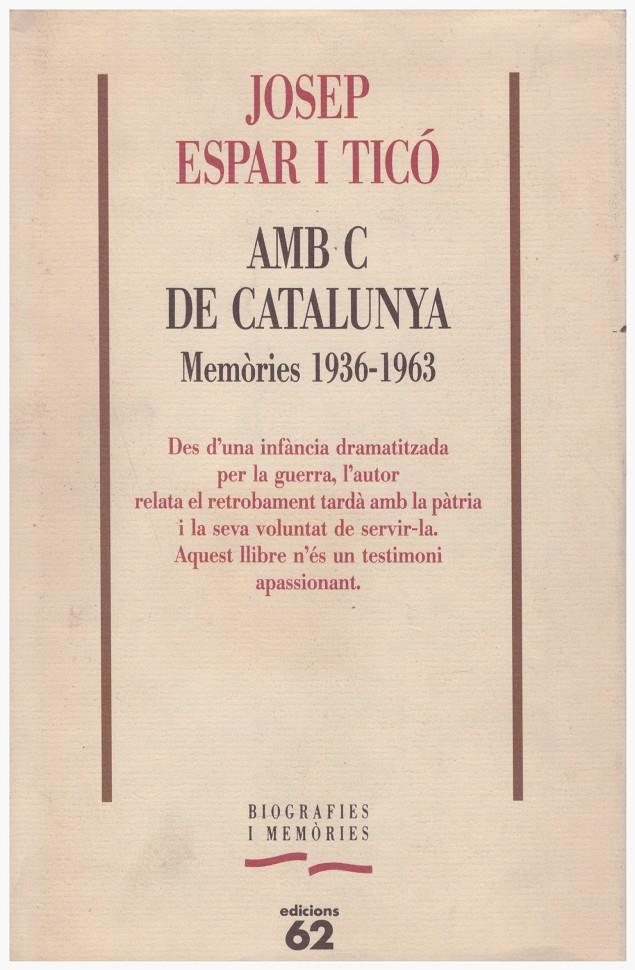 JOSEP
ESPAR I TICÓ
AMB C
DE CATALUNYA
Memòries 1936-1963
Des d'una infància dramatitzada
per la guerra, l'autor
relata el retrobament tardà amb la pàtria
i la seva voluntat de servir-la.
Aquest llibre n'és un testimoni
apassionant.
BIOGRAFIES
I MEMÒRIES
edicions
62